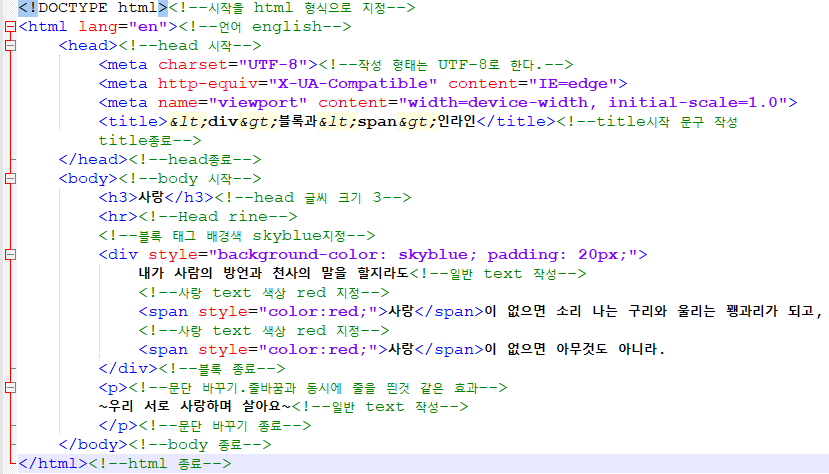 <!DOCTYPE html><!--시작을 html 형식으로 지정-->
<html lang="en"><!--언어 english-->
<head><!--head 시작-->
<meta charset="UTF-8"><!--작성 형태는 UTF-8로 한다.-->
<meta http-equiv="X-UA-Compatible" content="IE=edge">
<meta name="viewport" content="width=device-width, initial-scale=1.0">
<title>&lt;div&gt;블록과&lt;span&gt;인라인</title><!--title시작 문구 작성
title종료-->
</head><!--head종료-->
<body><!--body 시작-->
<h3>사랑</h3><!--head 글씨 크기 3-->
<hr><!--Head rine-->
<!--블록 태그 배경색 skyblue지정-->
<div style="background-color: skyblue; padding: 20px;">
내가 사람의 방언과 천사의 말을 할지라도<!--일반 text 작성-->
<!--사랑 text 색상 red 지정-->
<span style="color:red;">사랑</span>이 없으면 소리 나는 구리와 울리는 꽹과리가 되고,
<!--사랑 text 색상 red 지정-->
<span style="color:red;">사랑</span>이 없으면 아무것도 아니라.
</div><!--블록 종료-->
<p><!--문단 바꾸기.줄바꿈과 동시에 줄을 띈것 같은 효과-->
~우리 서로 사랑하며 살아요~<!--일반 text 작성-->
</p><!--문단 바꾸기 종료-->
</body><!--body 종료-->
</html><!--html 종료-->